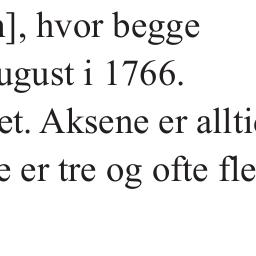 ], hvor begge
ugust i 1766.
et. Aksene er allti
e er tre og ofte fle